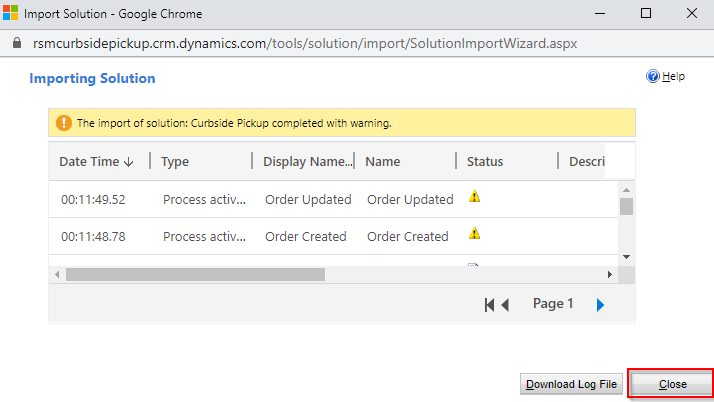 Import Solution - Google Chrome
rsmcurbsidepickup.crm.dynamics.com/tools/solution/import/SolutionImportWizard.aspx
Importing Solution
Help
The import of solution: Curbside Pickup completed with warning.
Date Time Type Display Name... Name Status Descri
00:11:49.52 Process activ... Order Updated Order Updated
00:11:48.78 Process activ... Order Created Order Created
Page 1
Download Log File Close